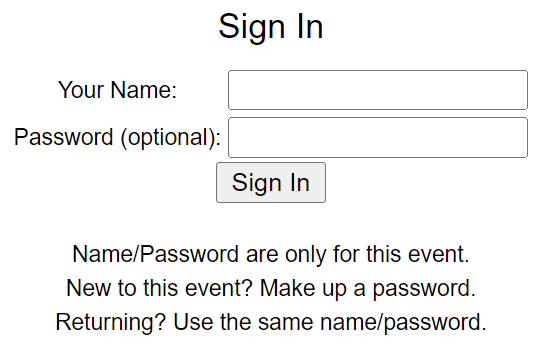 Sign In
Your Name:
Password (optional):
Sign In
Name/Password are only for this event.
New to this event? Make up a password.
Returning? Use the same name/password.